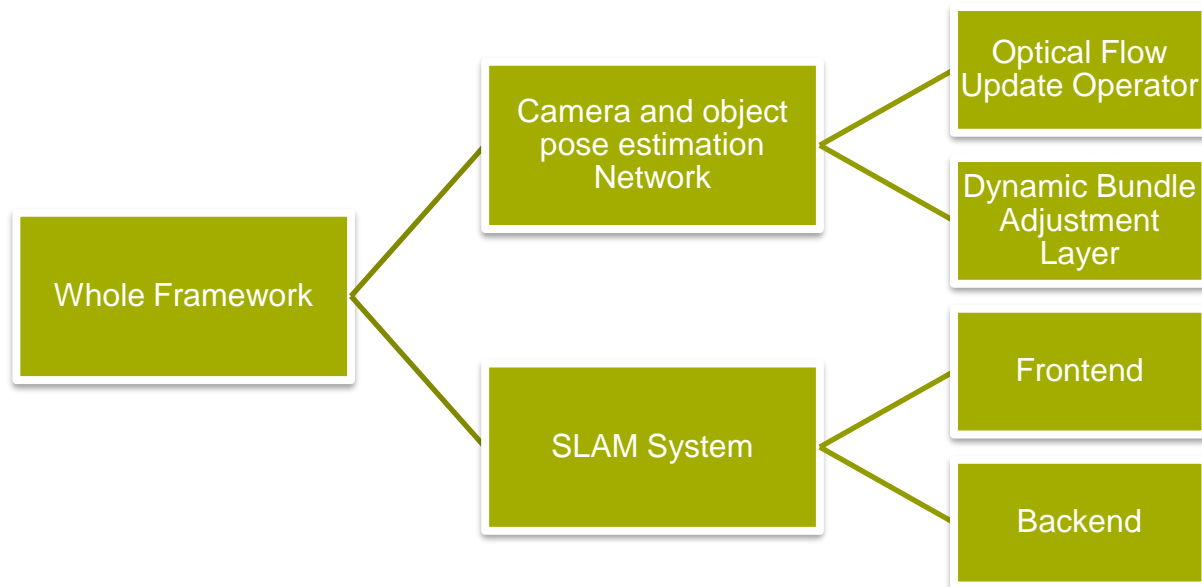 Optical Flow
Update Operator
Camera and object
pose estimation
Network
Dynamic Bundle
Adjustment
Layer
Whole Framework
Frontend
SLAM System
Backend